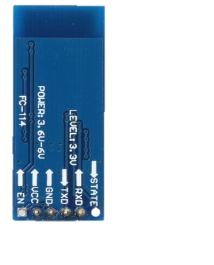 FC-114
POWER: 3.6V-6V
LEVEL: 3.3V
EN
VCC
GND
TXD
RXD
STATE